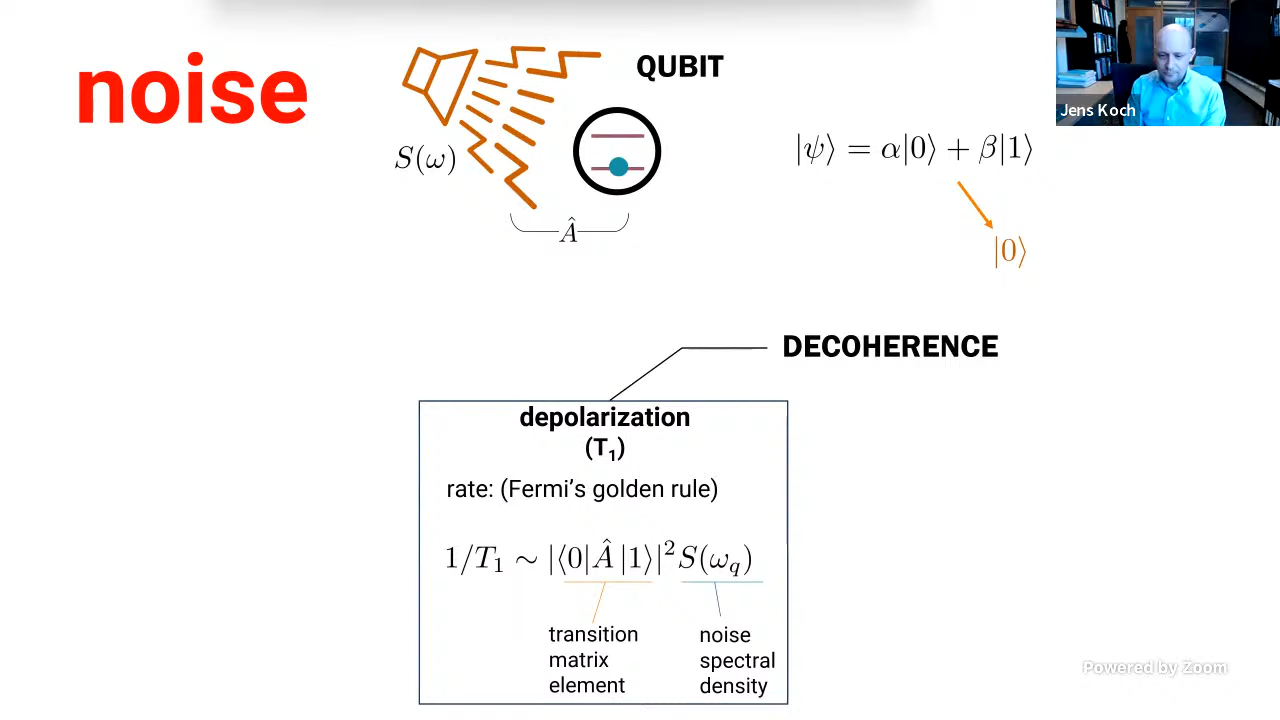 noise
QUBIT
S(ω)
Â
|ψ⟩ = α|0⟩ + β|1⟩
|0⟩
Jens Koch
DECOHERENCE
depolarization
(T₁)
rate: (Fermi’s golden rule)
1/T₁ ∼ |⟨0|Â|1⟩|²S(ω_q)
transition
matrix
element
noise
spectral
density
Powered by Zoom